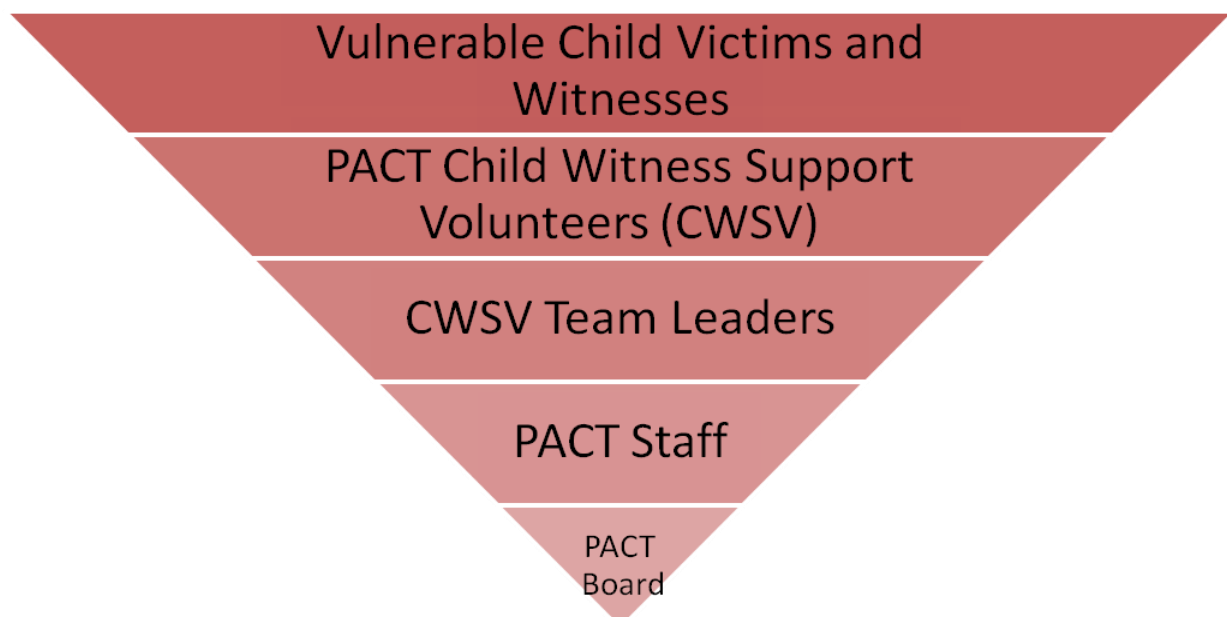 Vulnerable Child Victims and
Witnesses
PACT Child Witness Support
Volunteers (CWSV)
CWSV Team Leaders
PACT Staff
PACT
Board